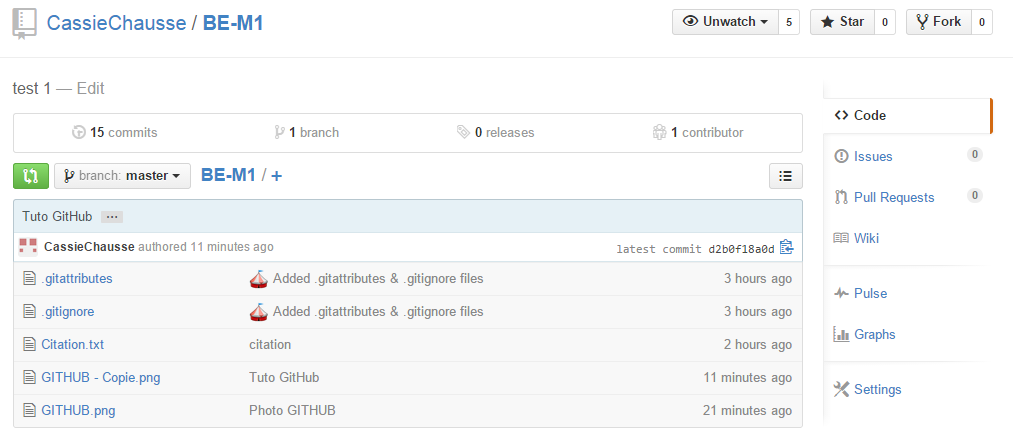 CassieChausse / BE-M1 Unwatch 5 Star 0 Fork 0
test 1 — Edit
15 commits 1 branch 0 releases 1 contributor
branch: master BE-M1 / +
Tuto GitHub ...
CassieChausse authored 11 minutes ago latest commit d2b0f18a0d
.gitattributes Added .gitattributes & .gitignore files 3 hours ago
.gitignore Added .gitattributes & .gitignore files 3 hours ago
Citation.txt citation 2 hours ago
GITHUB - Copie.png Tuto GitHub 11 minutes ago
GITHUB.png Photo GITHUB 21 minutes ago
Code
Issues 0
Pull Requests 0
Wiki
Pulse
Graphs
Settings